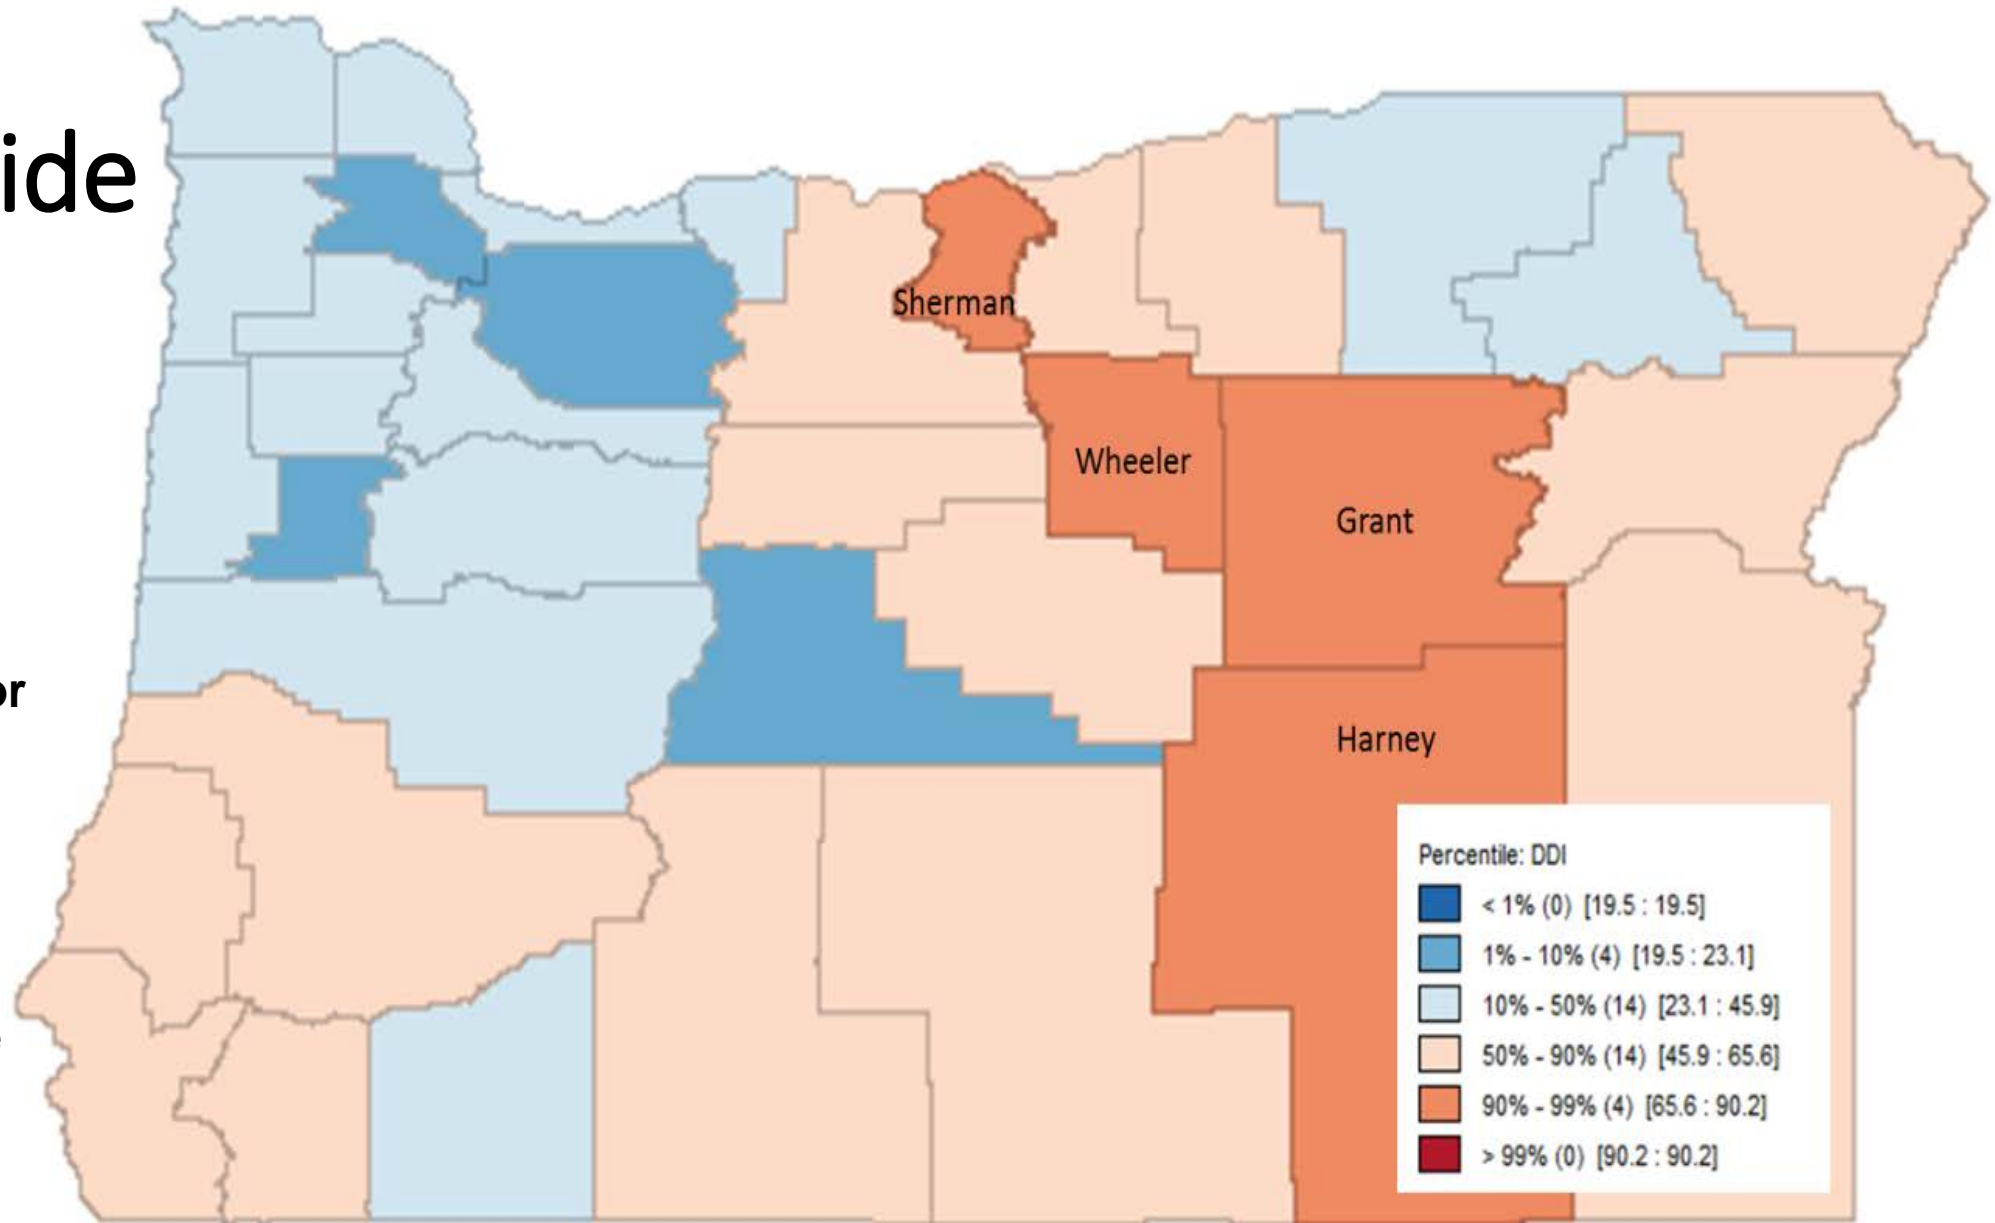 ide
or
Sherman
Wheeler
Grant
Harney
Percentile: DDI
< 1% (0) [19.5 : 19.5]
1% - 10% (4) [19.5 : 23.1]
10% - 50% (14) [23.1 : 45.9]
50% - 90% (14) [45.9 : 65.6]
90% - 99% (4) [65.6 : 90.2]
> 99% (0) [90.2 : 90.2]